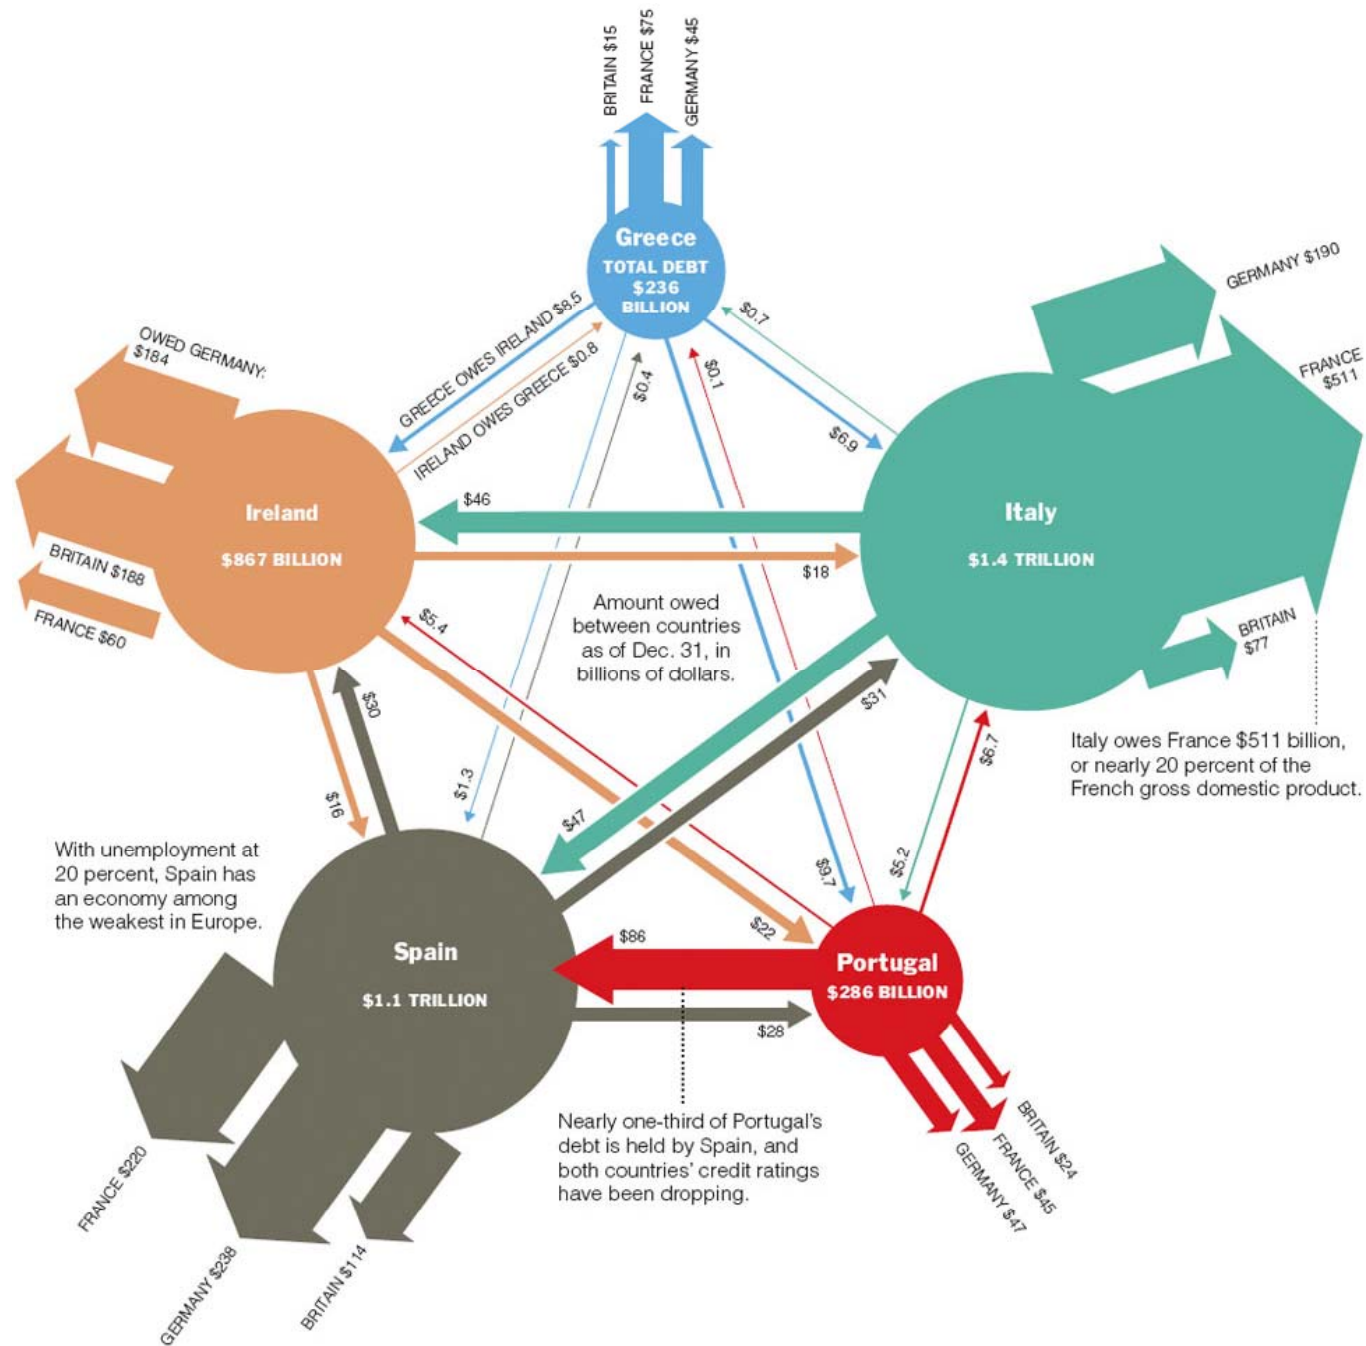 BRITAIN $15
FRANCE $75
GERMANY $45
Greece
TOTAL DEBT
$236
BILLION
GREECE OWES IRELAND $8.5
IRELAND OWES GREECE $0.8
$0.4
$0.1
$0.7
$6.9
GERMANY $190
FRANCE
$511
OWED GERMANY:
$184
BRITAIN $188
FRANCE $60
Ireland
$867 BILLION
$46
$18
Italy
$1.4 TRILLION
BRITAIN
$77
Amount owed
between countries
as of Dec. 31, in
billions of dollars.
$5.4
$30
$16
$1.3
$47
$31
$6.7
$5.2
$9.7
$22
Italy owes France $511 billion,
or nearly 20 percent of the
French gross domestic product.
With unemployment at
20 percent, Spain has
an economy among
the weakest in Europe.
Spain
$1.1 TRILLION
$86
$28
Portugal
$286 BILLION
Nearly one-third of Portugal's
debt is held by Spain, and
both countries' credit ratings
have been dropping.
FRANCE $220
GERMANY $238
BRITAIN $114
BRITAIN $24
FRANCE $45
GERMANY $47